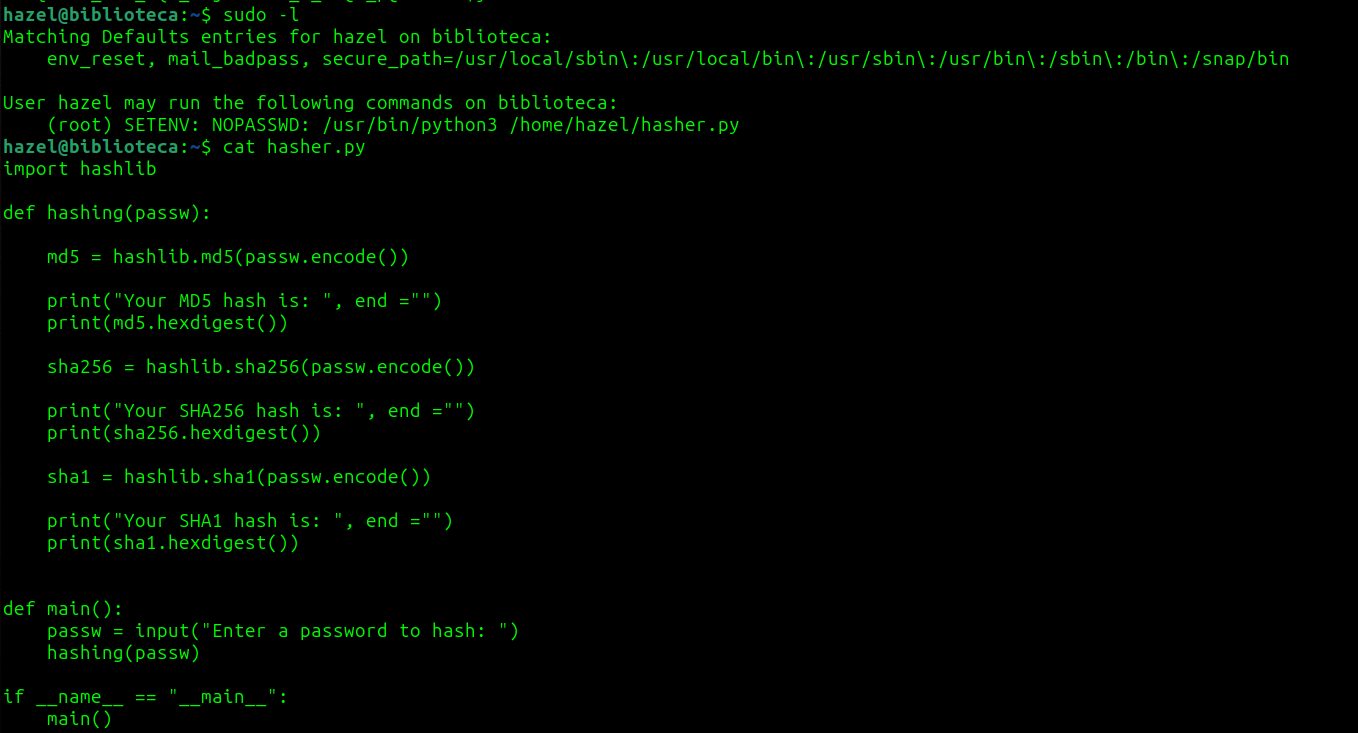 hazel@biblioteca:~$ sudo -l
Matching Defaults entries for hazel on biblioteca:
    env_reset, mail_badpass, secure_path=/usr/local/sbin\:/usr/local/bin\:/usr/sbin\:/usr/bin\:/sbin\:/bin\:/snap/bin

User hazel may run the following commands on biblioteca:
    (root) SETENV: NOPASSWD: /usr/bin/python3 /home/hazel/hasher.py
hazel@biblioteca:~$ cat hasher.py
import hashlib

def hashing(passw):

    md5 = hashlib.md5(passw.encode())

    print("Your MD5 hash is: ", end ="")
    print(md5.hexdigest())

    sha256 = hashlib.sha256(passw.encode())

    print("Your SHA256 hash is: ", end ="")
    print(sha256.hexdigest())

    sha1 = hashlib.sha1(passw.encode())

    print("Your SHA1 hash is: ", end ="")
    print(sha1.hexdigest())


def main():
    passw = input("Enter a password to hash: ")
    hashing(passw)

if __name__ == "__main__":
    main()